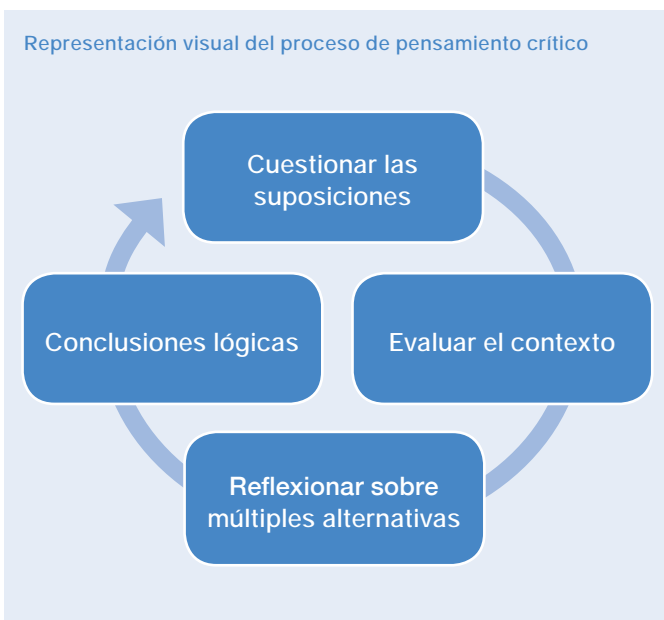 Representación visual del proceso de pensamiento crítico
Cuestionar las
suposiciones
Evaluar el contexto
Reflexionar sobre
múltiples alternativas
Conclusiones lógicas